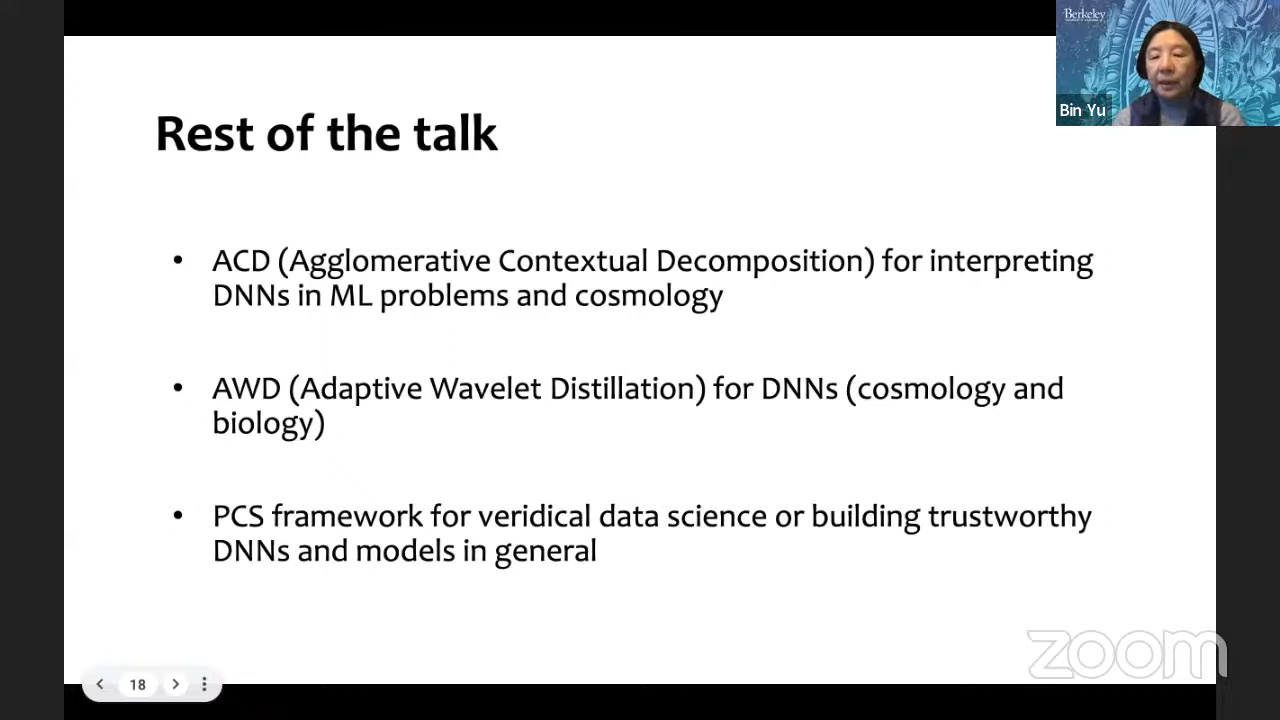 Berkeley
Bin Yu
Rest of the talk
• ACD (Agglomerative Contextual Decomposition) for interpreting
DNNs in ML problems and cosmology
• AWD (Adaptive Wavelet Distillation) for DNNs (cosmology and
biology)
• PCS framework for veridical data science or building trustworthy
DNNs and models in general
zoom
18